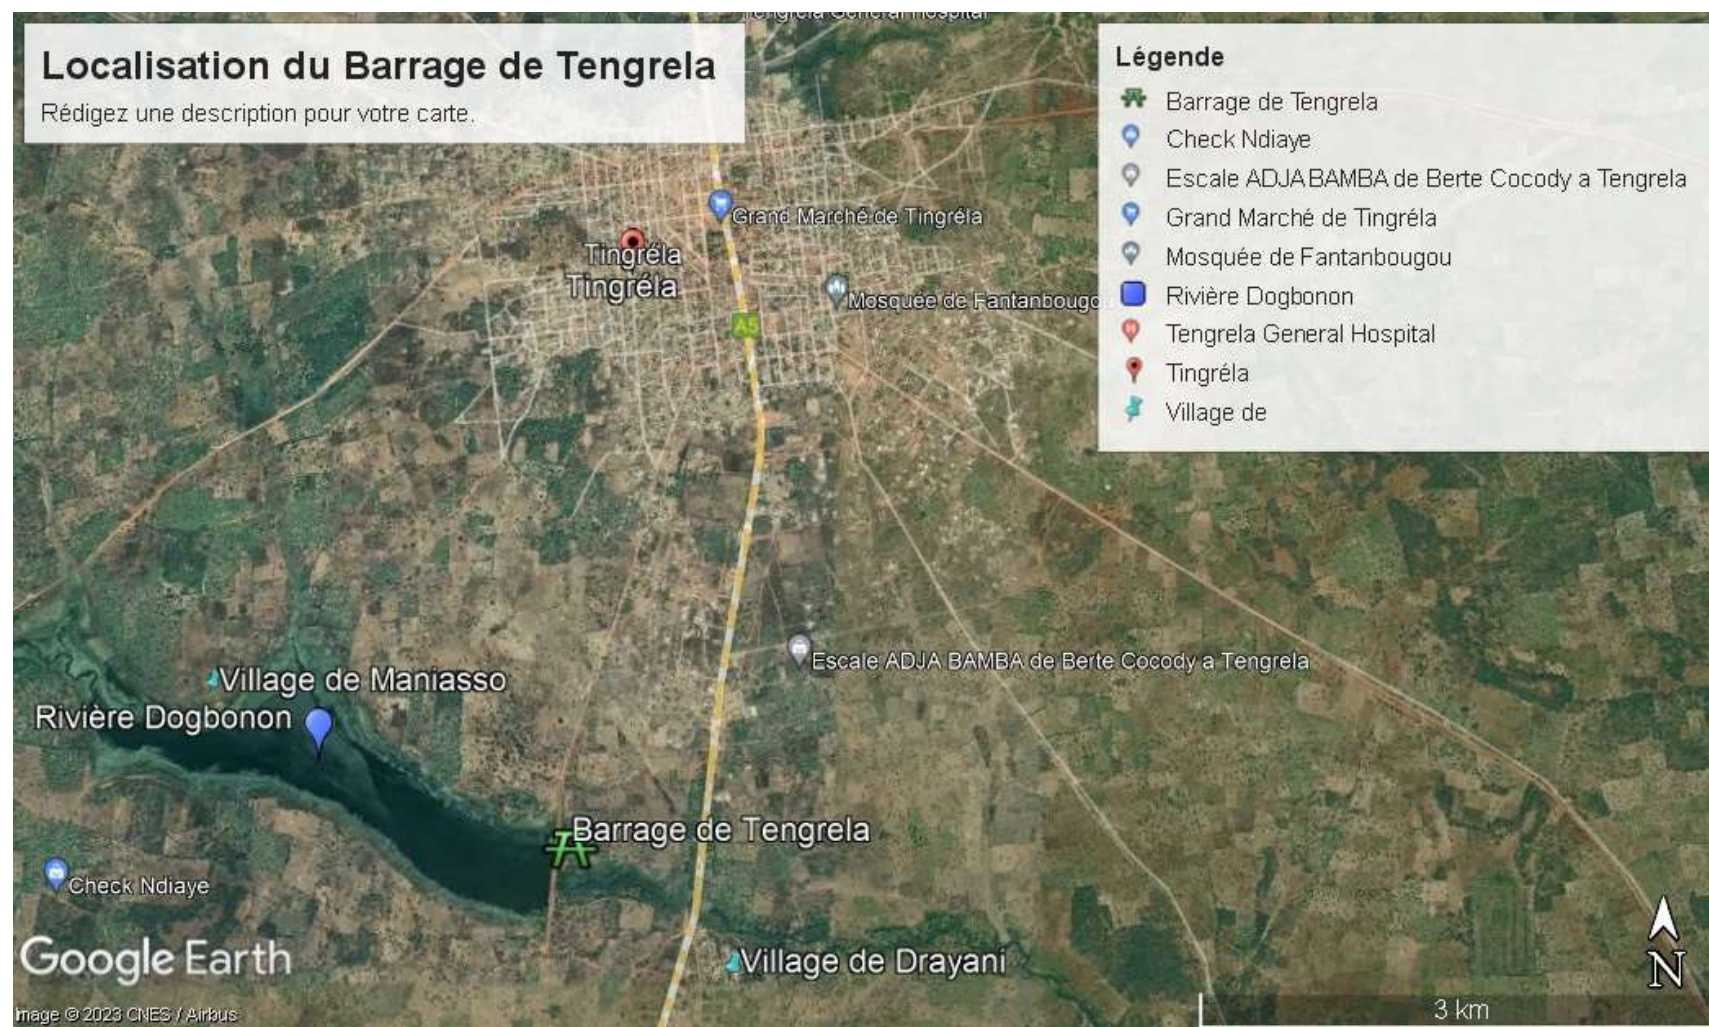 Tengrela General Hospital
Localisation du Barrage de Tengrela
Rédigez une description pour votre carte.
Légende
Barrage de Tengrela
Check Ndiaye
Escale ADJA BAMBA de Berte Cocody a Tengrela
Grand Marché de Tingréla
Mosquée de Fantanbougou
Rivière Dogbonon
Tengrela General Hospital
Tingréla
Village de
Grand Marché de Tingréla
Tingréla
Tingréla
Mosquée de Fantanbougou
A5
Escale ADJA BAMBA de Berte Cocody a Tengrela
Village de Maniasso
Rivière Dogbonon
Barrage de Tengrela
Check Ndiaye
Village de Drayani
Google Earth
N
Image © 2023 CNES / Airbus
3 km